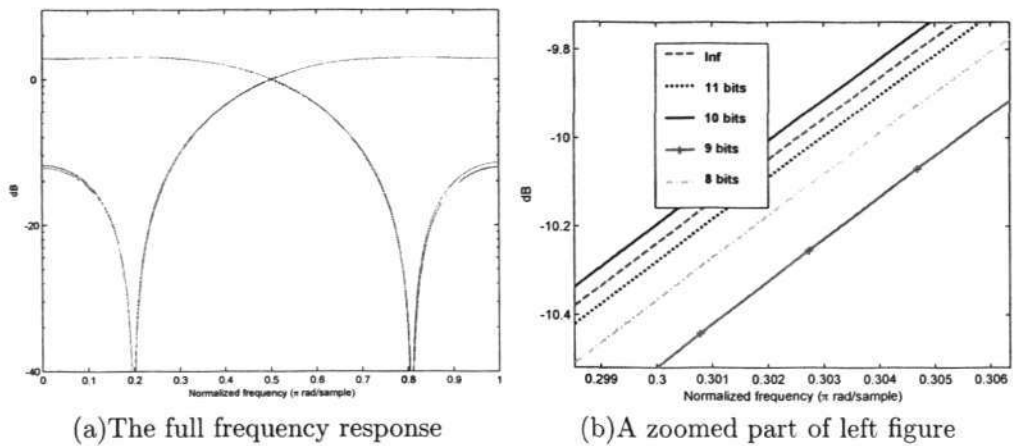 0
-20
-40
dB
0 0.1 0.2 0.3 0.4 0.5 0.6 0.7 0.8 0.9 1
Normalized frequency (π rad/sample)
(a)The full frequency response
-9.8
-10
-10.2
-10.4
dB
Inf
11 bits
10 bits
9 bits
8 bits
0.299 0.3 0.301 0.302 0.303 0.304 0.305 0.306
Normalized frequency (π rad/sample)
(b)A zoomed part of left figure